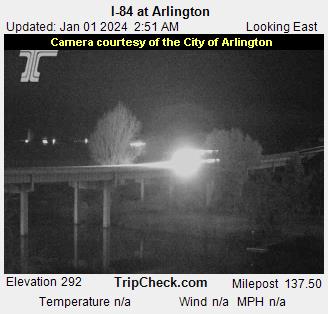 I-84 at Arlington
Updated: Jan 01 2024 2:51 AM Looking East
Camera courtesy of the City of Arlington
Elevation 292 TripCheck.com Milepost 137.50
Temperature n/a Wind n/a MPH n/a